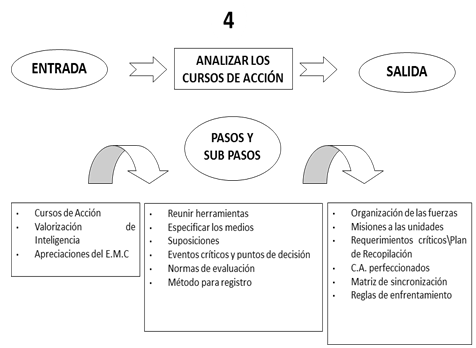 4
ENTRADA
ANALIZAR LOS
CURSOS DE ACCIÓN
SALIDA
PASOS Y
SUB PASOS
• Cursos de Acción
• Valorización de
Inteligencia
• Apreciaciones del E.M.C
• Reunir herramientas
• Especificar los medios
• Suposiciones
• Eventos críticos y puntos de decisión
• Normas de evaluación
• Método para registro
• Organización de las fuerzas
• Misiones a las unidades
• Requerimientos críticos\Plan
de Recopilación
• C.A. perfeccionados
• Matriz de sincronización
• Reglas de enfrentamiento